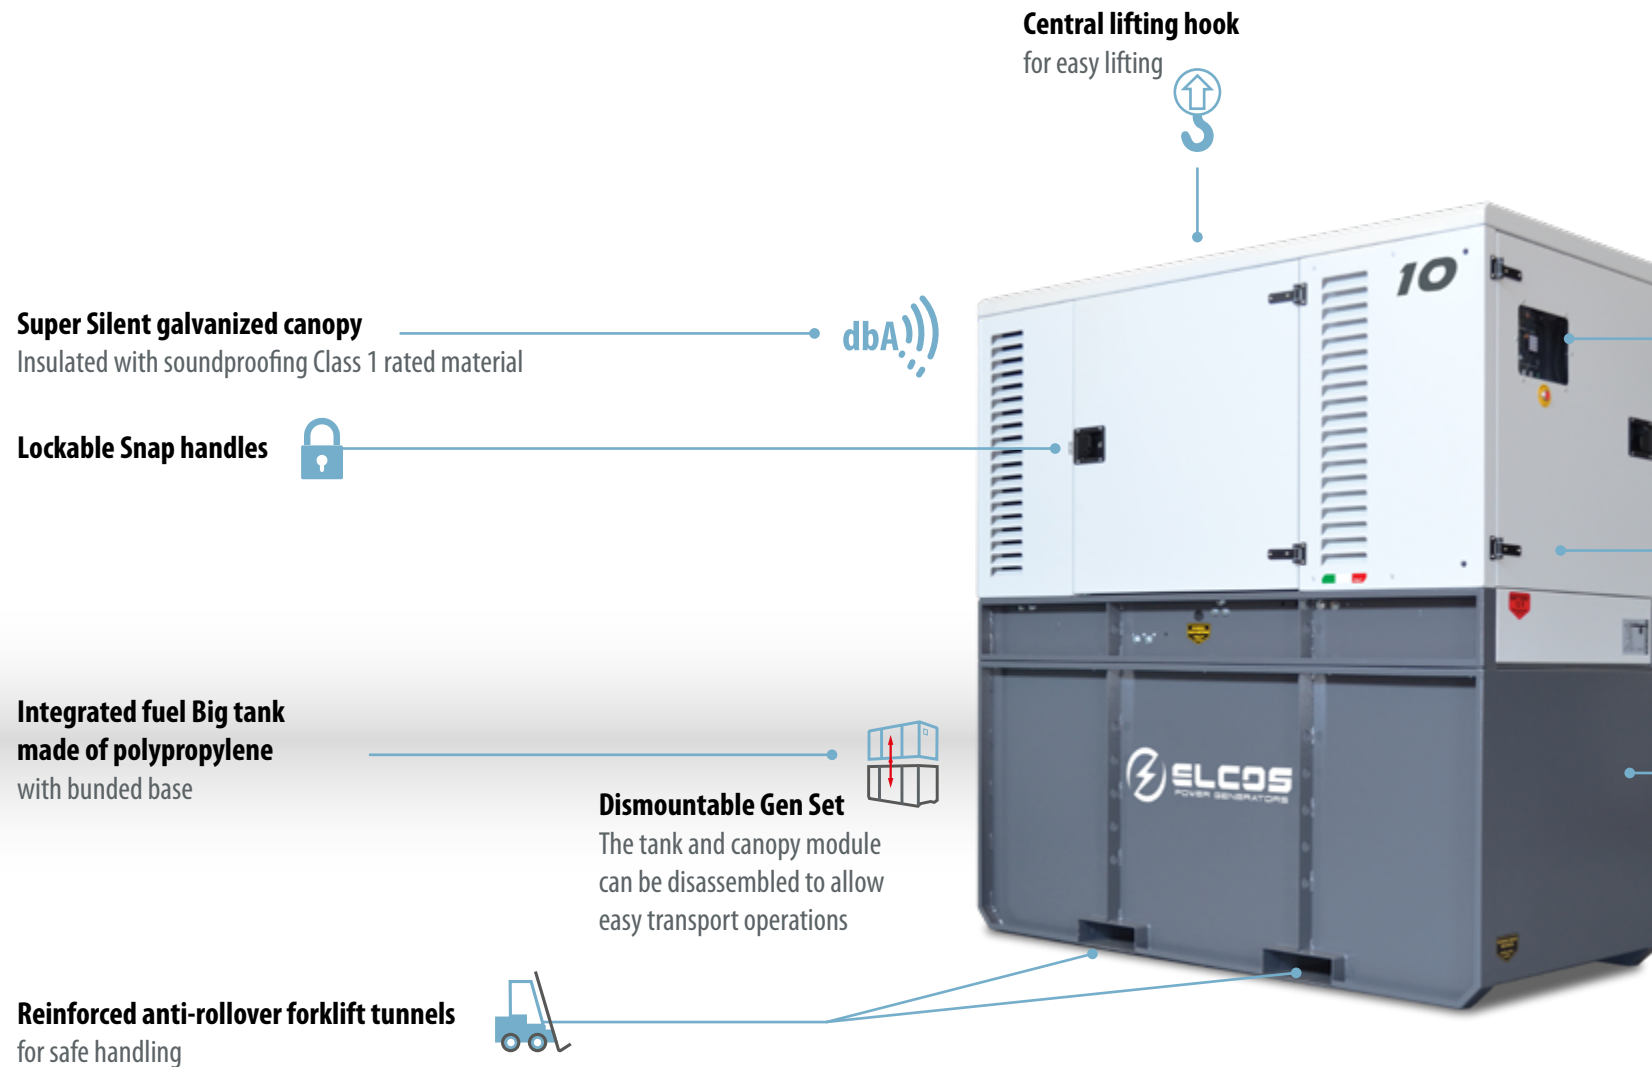 Central lifting hook
for easy lifting
10
Super Silent galvanized canopy
Insulated with soundproofing Class 1 rated material
dbA
Lockable Snap handles
Integrated fuel Big tank
made of polypropylene
with bunded base
ELCOS
POWER GENERATORS
Dismountable Gen Set
The tank and canopy module
can be disassembled to allow
easy transport operations
Reinforced anti-rollover forklift tunnels
for safe handling